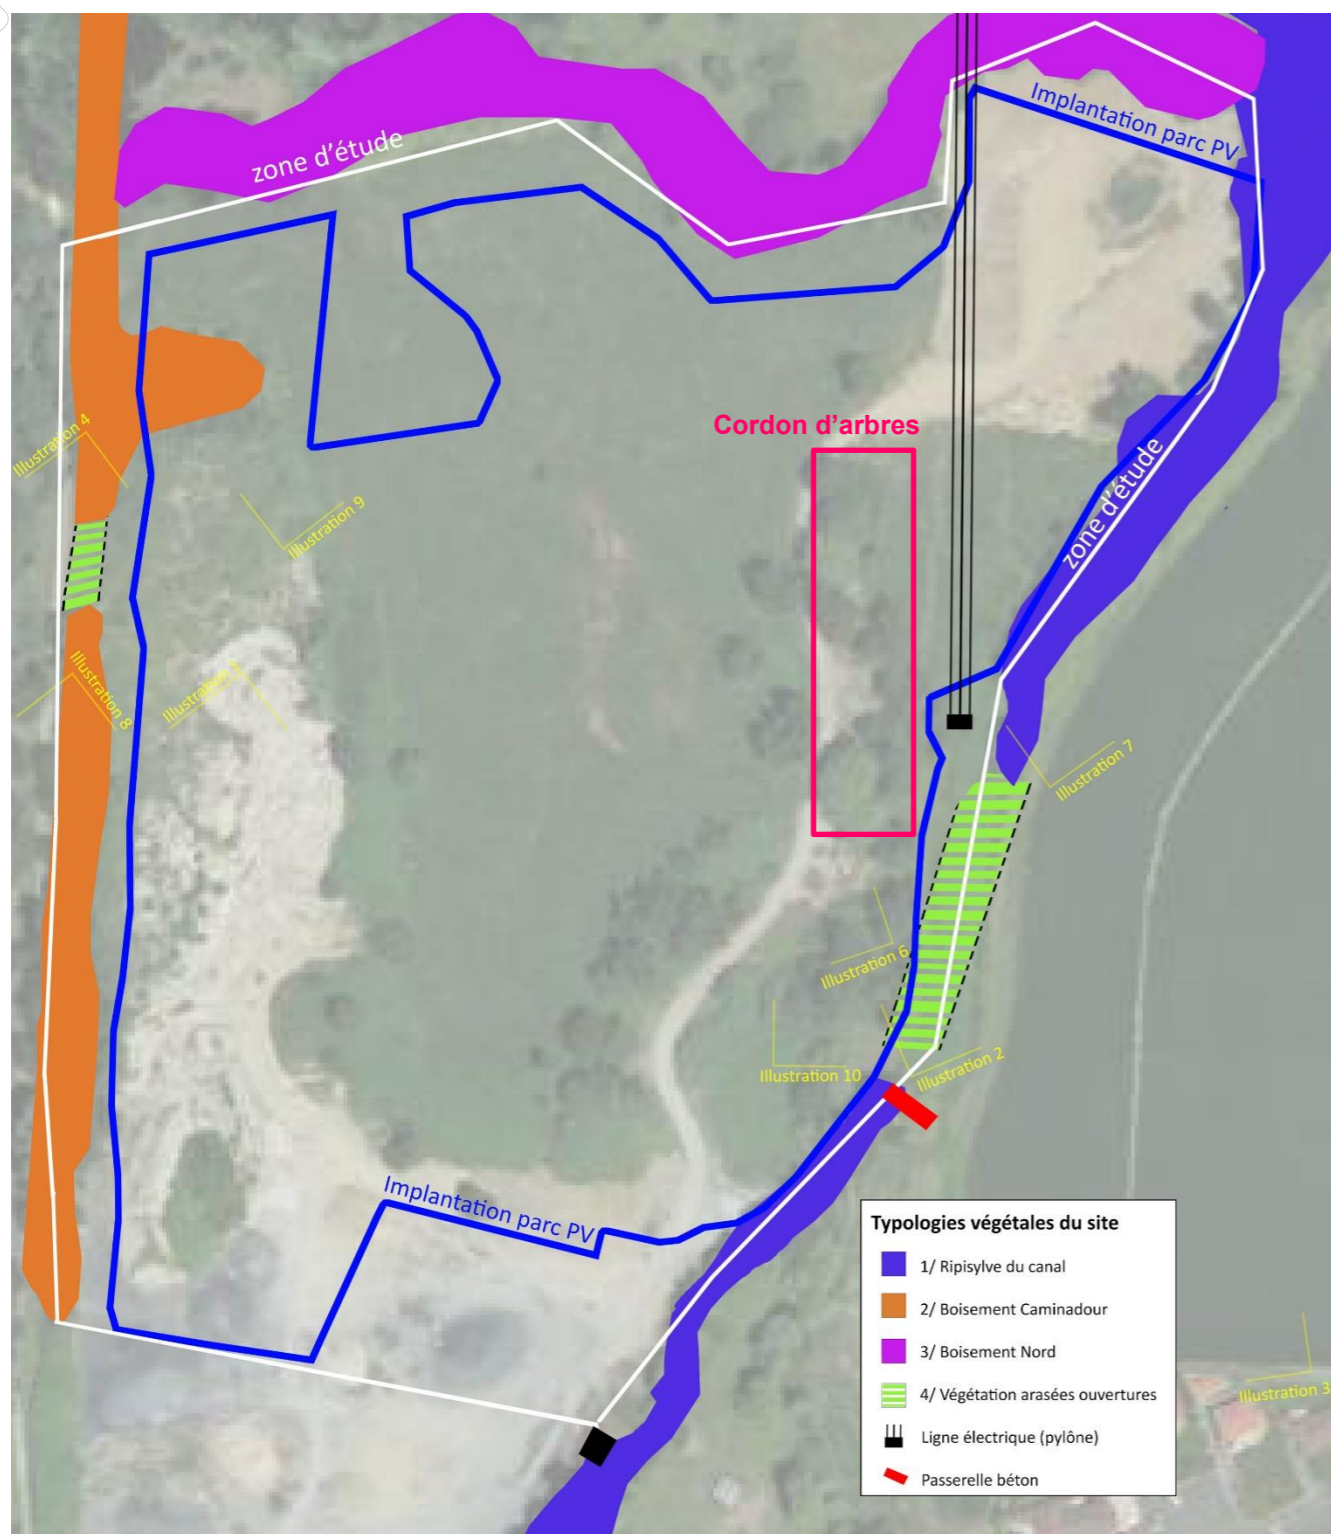 Implantation parc PV
zone d'étude
Cordon d'arbres
Illustration 4
zone d'étude
Illustration 9
Illustration 8
Illustration 7
Illustration 6
Illustration 10
Illustration 2
Implantation parc PV
Typologies végétales du site
1/ Ripisylve du canal
2/ Boisement Caminadour
3/ Boisement Nord
4/ Végétation arasées ouvertures
Ligne électrique (pylône)
Passerelle béton
Illustration 3